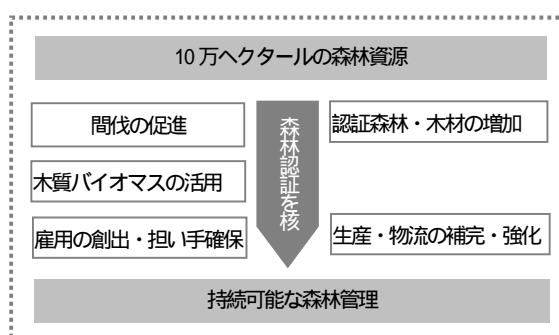 10万ヘクタールの森林資源
間伐の促進
木質バイオマスの活用
雇用の創出・担い手確保
森林認証を核
認証森林・木材の増加
生産・物流の補完・強化
持続可能な森林管理